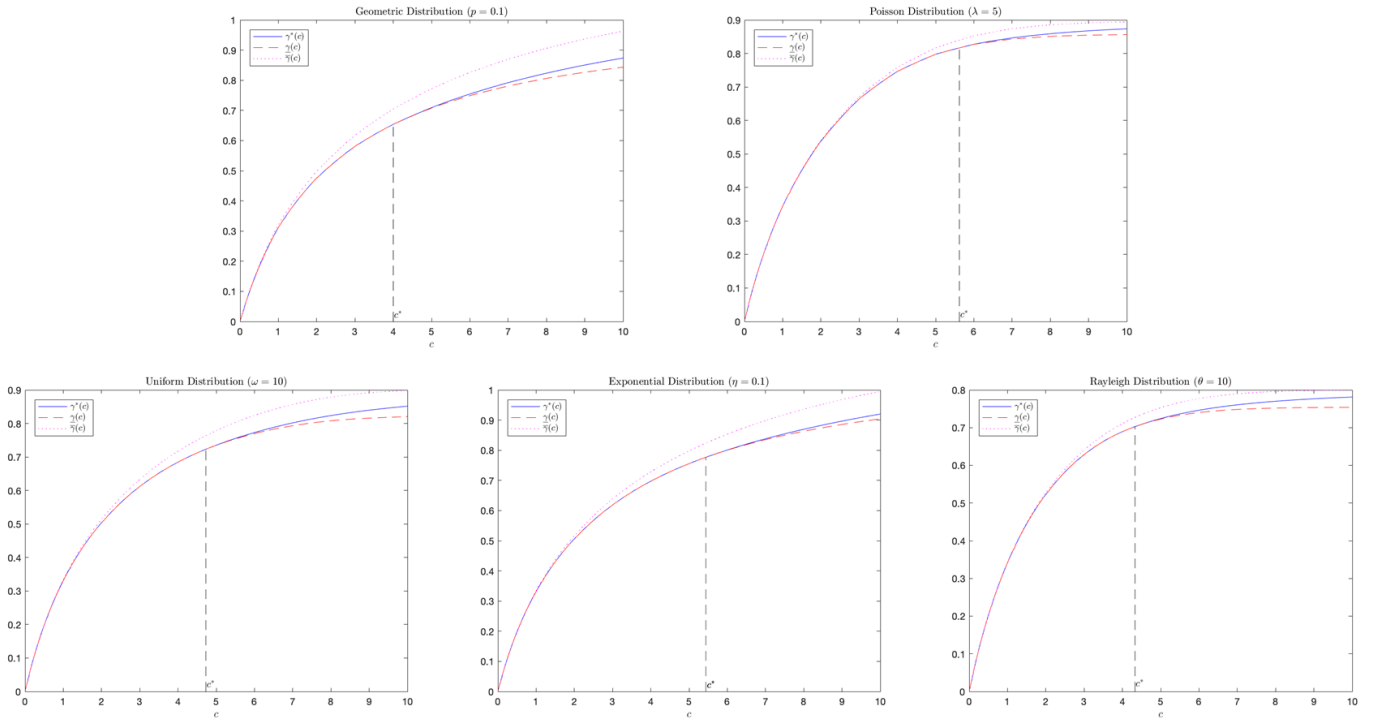 Geometric Distribution (p = 0.1)
γ*(c)
γ̲(c)
γ̅(c)
1
0.9
0.8
0.7
0.6
0.5
0.4
0.3
0.2
0.1
0
c*
0 1 2 3 4 5 6 7 8 9 10
c
Poisson Distribution (λ = 5)
γ*(c)
γ̲(c)
γ̅(c)
0.9
0.8
0.7
0.6
0.5
0.4
0.3
0.2
0.1
0
c*
0 1 2 3 4 5 6 7 8 9 10
c
Uniform Distribution (ω = 10)
γ*(c)
γ̲(c)
γ̅(c)
0.9
0.8
0.7
0.6
0.5
0.4
0.3
0.2
0.1
0
c*
0 1 2 3 4 5 6 7 8 9 10
c
Exponential Distribution (η = 0.1)
γ*(c)
γ̲(c)
γ̅(c)
1
0.9
0.8
0.7
0.6
0.5
0.4
0.3
0.2
0.1
0
c*
0 1 2 3 4 5 6 7 8 9 10
c
Rayleigh Distribution (θ = 10)
γ*(c)
γ̲(c)
γ̅(c)
0.8
0.7
0.6
0.5
0.4
0.3
0.2
0.1
0
c*
0 1 2 3 4 5 6 7 8 9 10
c